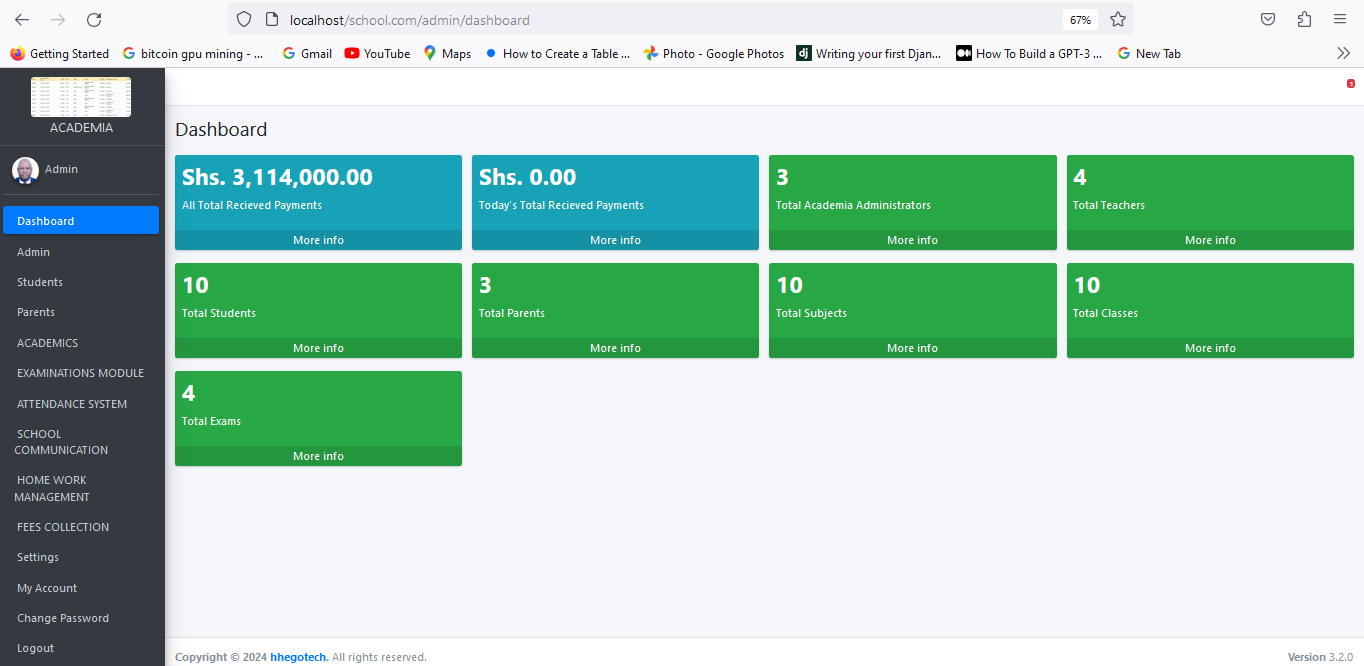 localhost/school.com/admin/dashboard
67%
Getting Started
bitcoin gpu mining - ...
Gmail
YouTube
Maps
How to Create a Table ...
Photo - Google Photos
dj
Writing your first Djan...
How To Build a GPT-3 ...
New Tab
ACADEMIA
Admin
Dashboard
Admin
Students
Parents
ACADEMICS
EXAMINATIONS MODULE
ATTENDANCE SYSTEM
SCHOOL
COMMUNICATION
HOME WORK
MANAGEMENT
FEES COLLECTION
Settings
My Account
Change Password
Logout
3
Dashboard
Shs. 3,114,000.00
All Total Recieved Payments
More info
Shs. 0.00
Today's Total Recieved Payments
More info
3
Total Academia Administrators
More info
4
Total Teachers
More info
10
Total Students
More info
3
Total Parents
More info
10
Total Subjects
More info
10
Total Classes
More info
4
Total Exams
More info
Copyright © 2024 hhegotech. All rights reserved.
Version 3.2.0